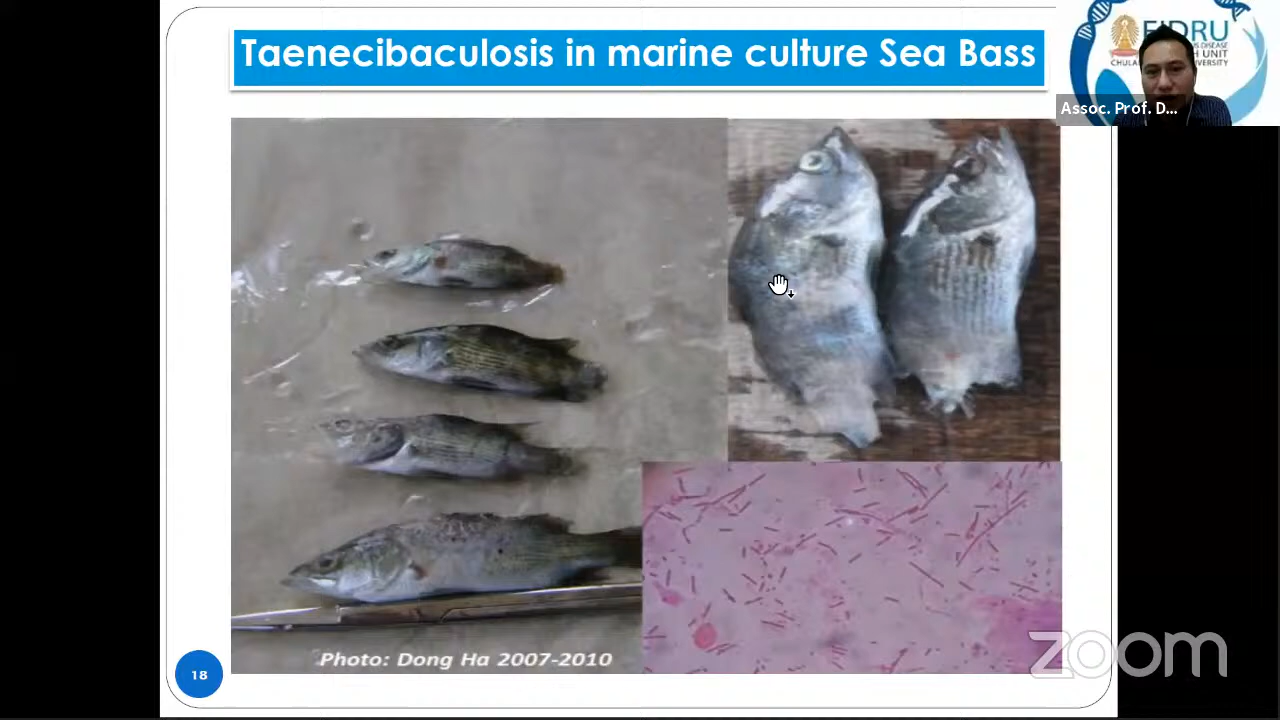 Taenecibaculosis in marine culture Sea Bass
Assoc. Prof. D...
Photo: Dong Ha 2007-2010
18
zoom